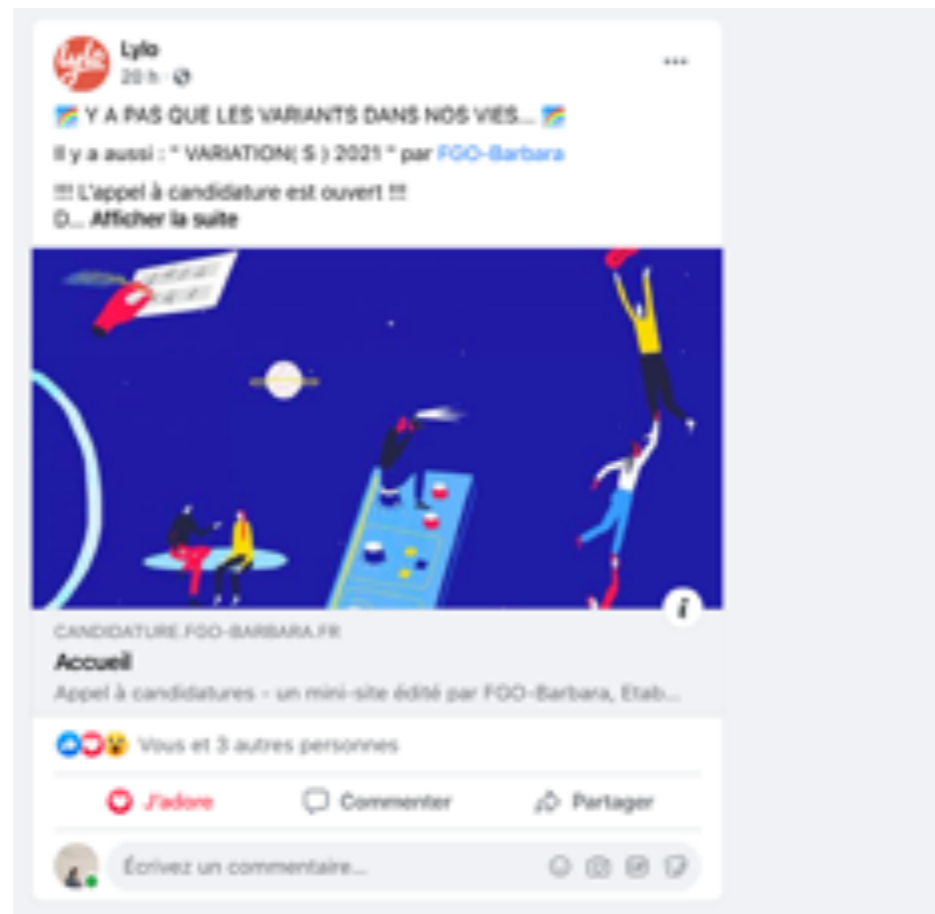 lylo
Lylo
20 h
Y A PAS QUE LES VARIANTS DANS NOS VIES...
Il y a aussi : " VARIATION( S ) 2021 " par FGO-Barbara
!!! L'appel à candidature est ouvert !!!
D... Afficher la suite
i
CANDIDATURE.FGO-BARBARA.FR
Accueil
Appel à candidatures - un mini-site édité par FGO-Barbara, Etab...
Vous et 3 autres personnes
J'adore Commenter Partager
Écrivez un commentaire...